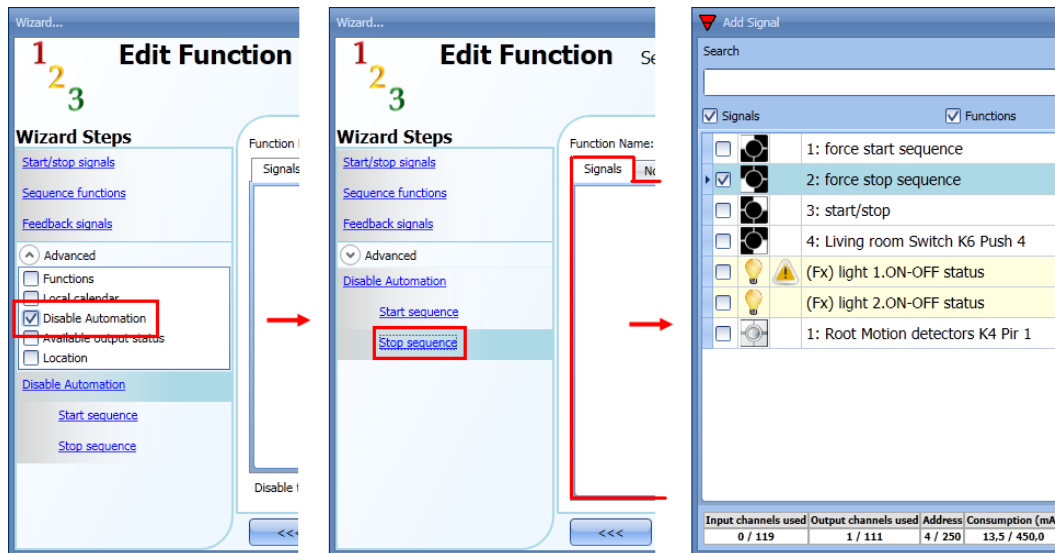 Wizard...
1 2 3
Edit Function
Wizard Steps
Start/stop signals
Sequence functions
Feedback signals
Advanced
Functions
Local calendar
Disable Automation
Available output status
Location
Disable Automation
Start sequence
Stop sequence
Function
Signals
Disable
<<<
Wizard...
1 2 3
Edit Function
Wizard Steps
Start/stop signals
Sequence functions
Feedback signals
Advanced
Disable Automation
Start sequence
Stop sequence
Function Name:
Signals
<<<
Add Signal
Search
Signals Functions
1: force start sequence
2: force stop sequence
3: start/stop
4: Living room Switch K6 Push 4
(Fx) light 1.ON-OFF status
(Fx) light 2.ON-OFF status
1: Root Motion detectors K4 Pir 1
Input channels used Output channels used Address Consumption (mA
0 / 119 1 / 111 4 / 250 13,5 / 450,0